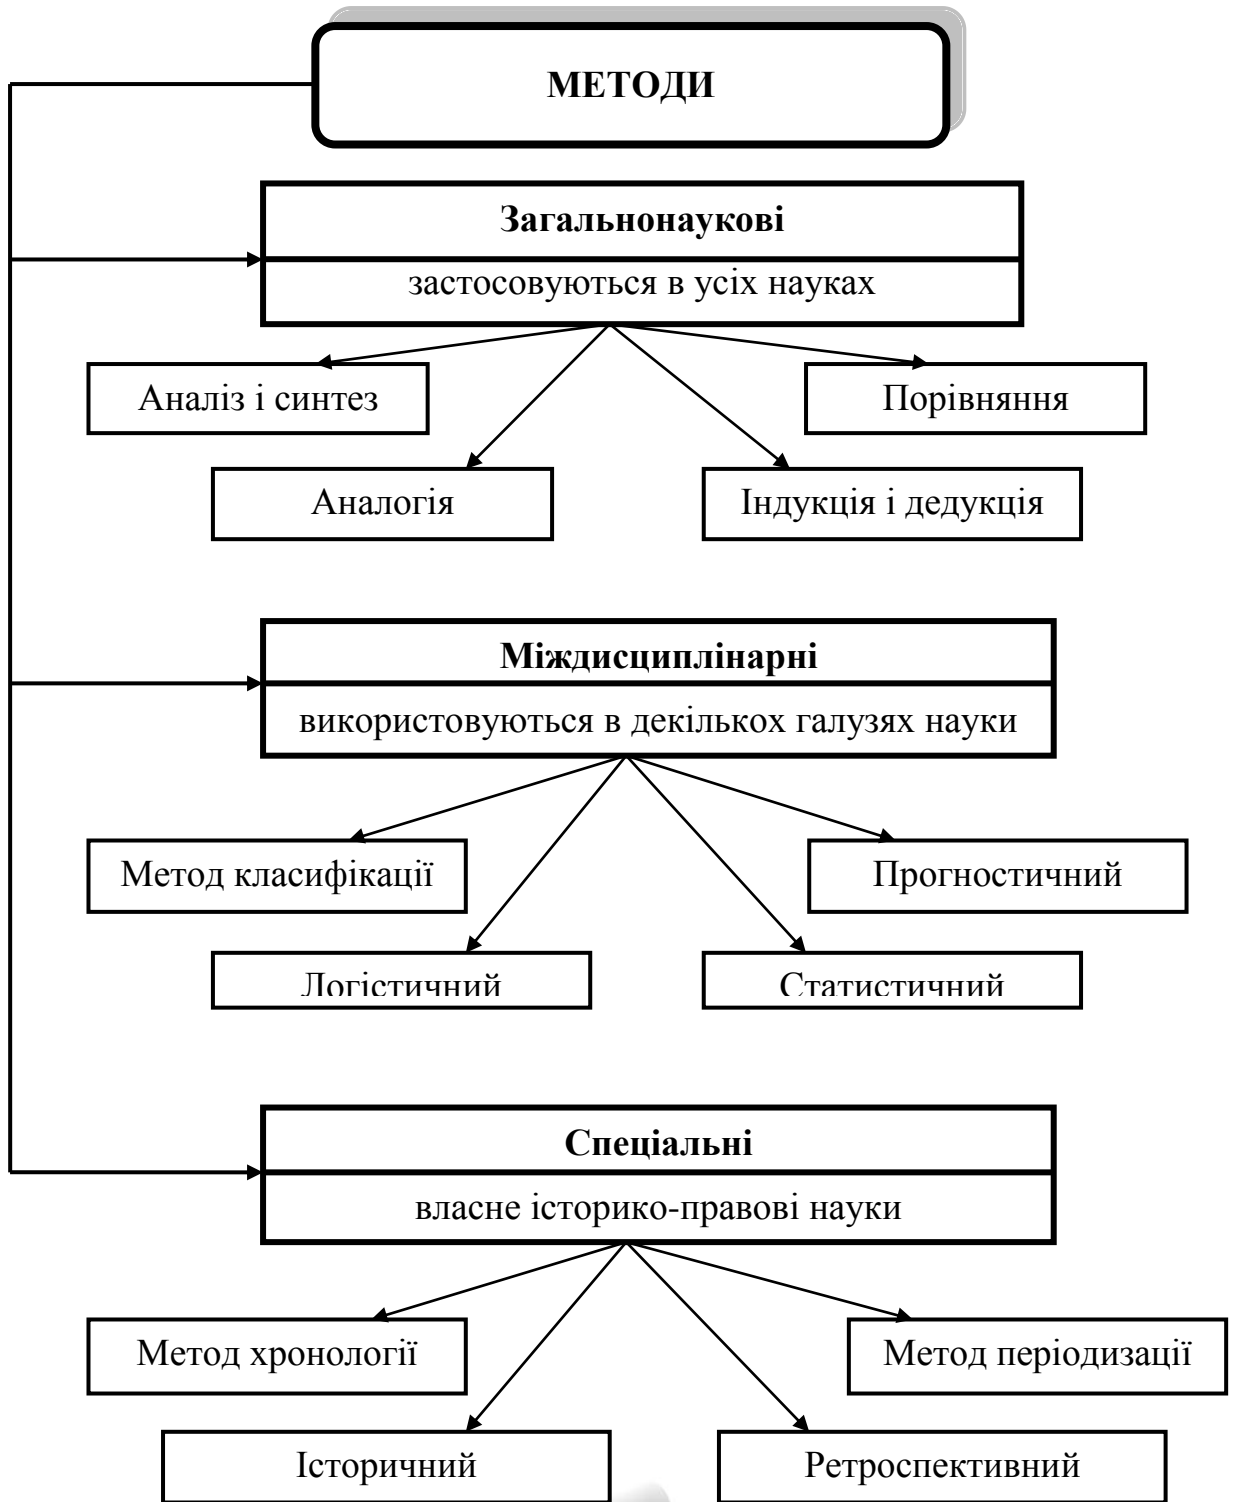 МЕТОДИ
Загальнонаукові
застосовуються в усіх науках
Аналіз і синтез
Порівняння
Аналогія
Індукція і дедукція
Міждисциплінарні
використовуються в декількох галузях науки
Метод класифікації
Прогностичний
Логістичний
Статистичний
Спеціальні
власне історико-правові науки
Метод хронології
Метод періодизації
Історичний
Ретроспективний